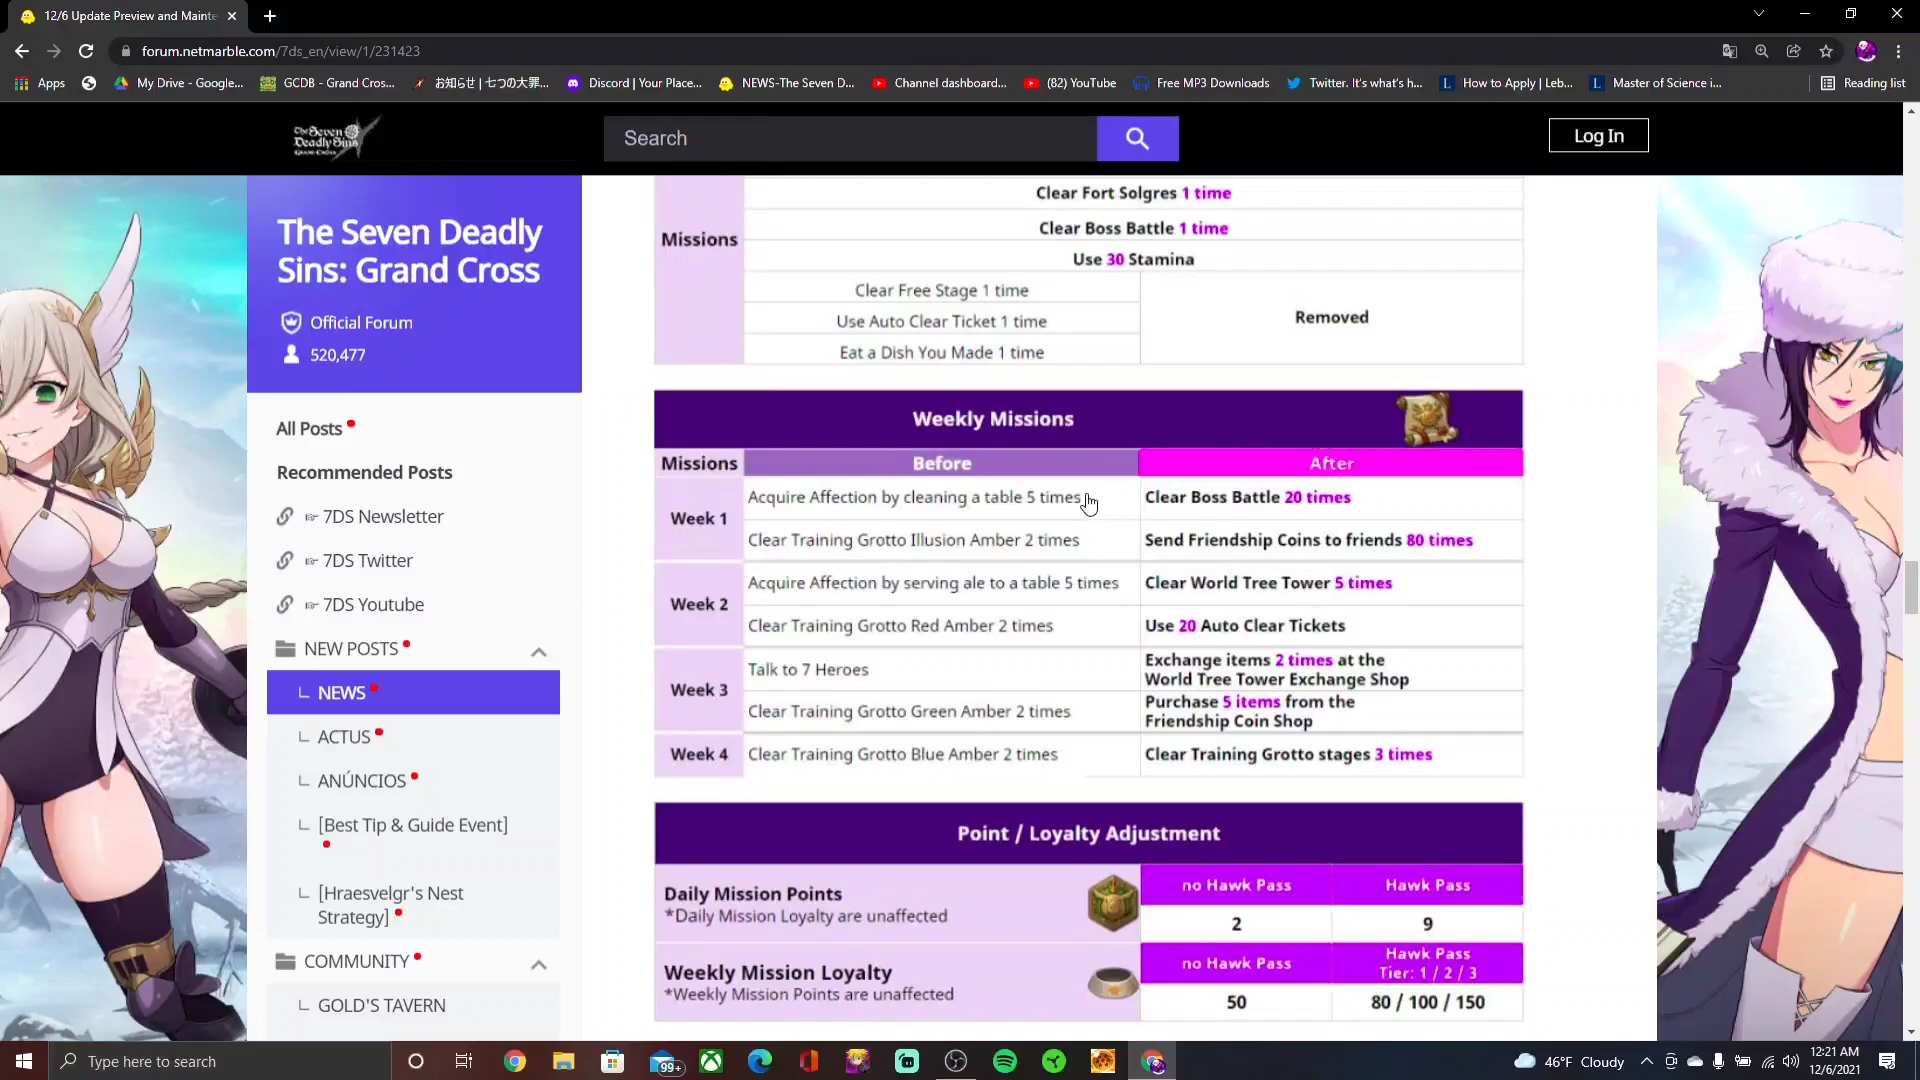 12/6 Update Preview and Mainte
forum.netmarble.com/7ds_en/view/1/231423
Apps
My Drive - Google...
GCDB - Grand Cros...
お知らせ | 七つの大罪...
Discord | Your Place...
NEWS-The Seven D...
Channel dashboard...
(82) YouTube
Free MP3 Downloads
Twitter. It's what's h...
How to Apply | Leb...
Master of Science i...
Reading list
The Seven
Deadly Sins
GRAND CROSS
Search
Log In
The Seven Deadly
Sins: Grand Cross
Official Forum
520,477
All Posts
Recommended Posts
☞ 7DS Newsletter
☞ 7DS Twitter
☞ 7DS Youtube
NEW POSTS
NEWS
ACTUS
ANÚNCIOS
[Best Tip & Guide Event]
[Hraesvelgr's Nest
Strategy]
COMMUNITY
GOLD'S TAVERN
Missions
Clear Fort Solgres 1 time
Clear Boss Battle 1 time
Use 30 Stamina
Clear Free Stage 1 time
Use Auto Clear Ticket 1 time
Eat a Dish You Made 1 time
Removed
Weekly Missions
Missions Before After
Week 1
Acquire Affection by cleaning a table 5 times
Clear Boss Battle 20 times
Clear Training Grotto Illusion Amber 2 times
Send Friendship Coins to friends 80 times
Week 2
Acquire Affection by serving ale to a table 5 times
Clear World Tree Tower 5 times
Clear Training Grotto Red Amber 2 times
Use 20 Auto Clear Tickets
Week 3
Talk to 7 Heroes
Exchange items 2 times at the
World Tree Tower Exchange Shop
Clear Training Grotto Green Amber 2 times
Purchase 5 items from the
Friendship Coin Shop
Week 4
Clear Training Grotto Blue Amber 2 times
Clear Training Grotto stages 3 times
Point / Loyalty Adjustment
Daily Mission Points
*Daily Mission Loyalty are unaffected
no Hawk Pass
Hawk Pass
2
9
Weekly Mission Loyalty
*Weekly Mission Points are unaffected
no Hawk Pass
Hawk Pass
Tier: 1 / 2 / 3
50
80 / 100 / 150
Type here to search
99+
46°F Cloudy
12:21 AM
12/6/2021